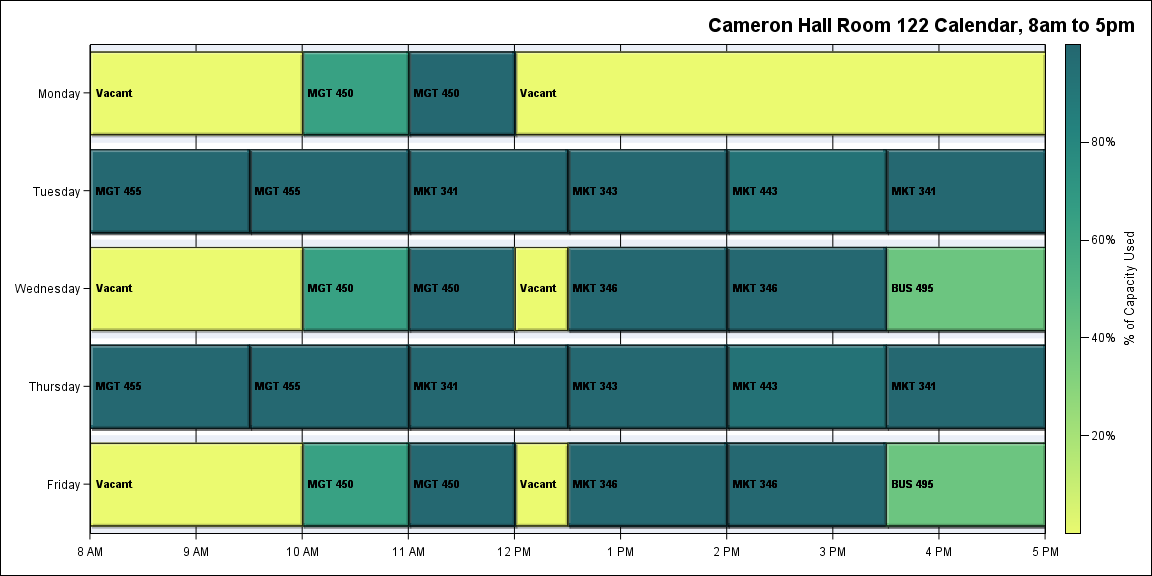 Cameron Hall Room 122 Calendar, 8am to 5pm
Monday
Vacant
MGT 450
MGT 450
Vacant
Tuesday
MGT 455
MGT 455
MKT 341
MKT 343
MKT 443
MKT 341
Wednesday
Vacant
MGT 450
MGT 450
Vacant
MKT 346
MKT 346
BUS 495
Thursday
MGT 455
MGT 455
MKT 341
MKT 343
MKT 443
MKT 341
Friday
Vacant
MGT 450
MGT 450
Vacant
MKT 346
MKT 346
BUS 495
8 AM
9 AM
10 AM
11 AM
12 PM
1 PM
2 PM
3 PM
4 PM
5 PM
80%
60%
40%
20%
% of Capacity Used